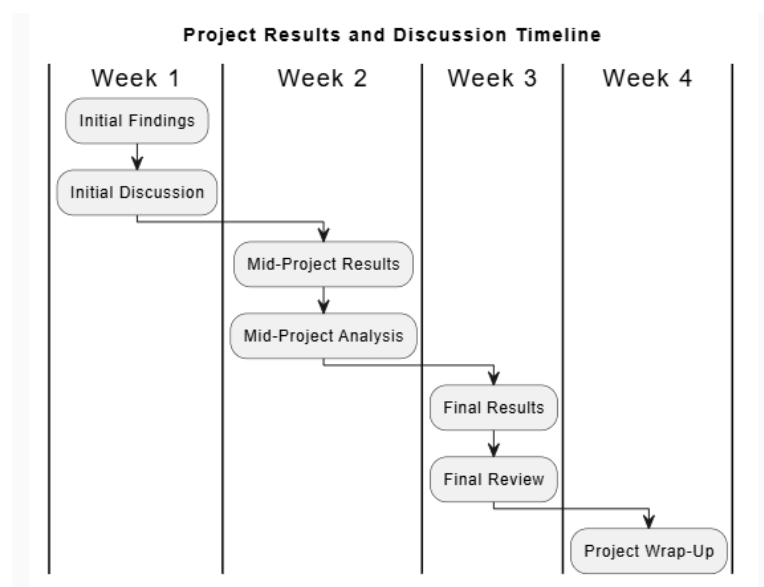 Project Results and Discussion Timeline
Week 1
Week 2
Week 3
Week 4
Initial Findings
Initial Discussion
Mid-Project Results
Mid-Project Analysis
Final Results
Final Review
Project Wrap-Up